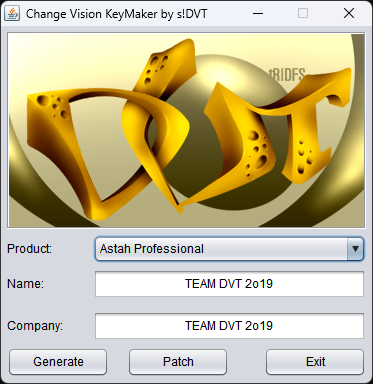 Change Vision KeyMaker by s!DVT
tRIDFS
Product:
Astah Professional
Name:
TEAM DVT 2o19
Company:
TEAM DVT 2o19
Generate
Patch
Exit